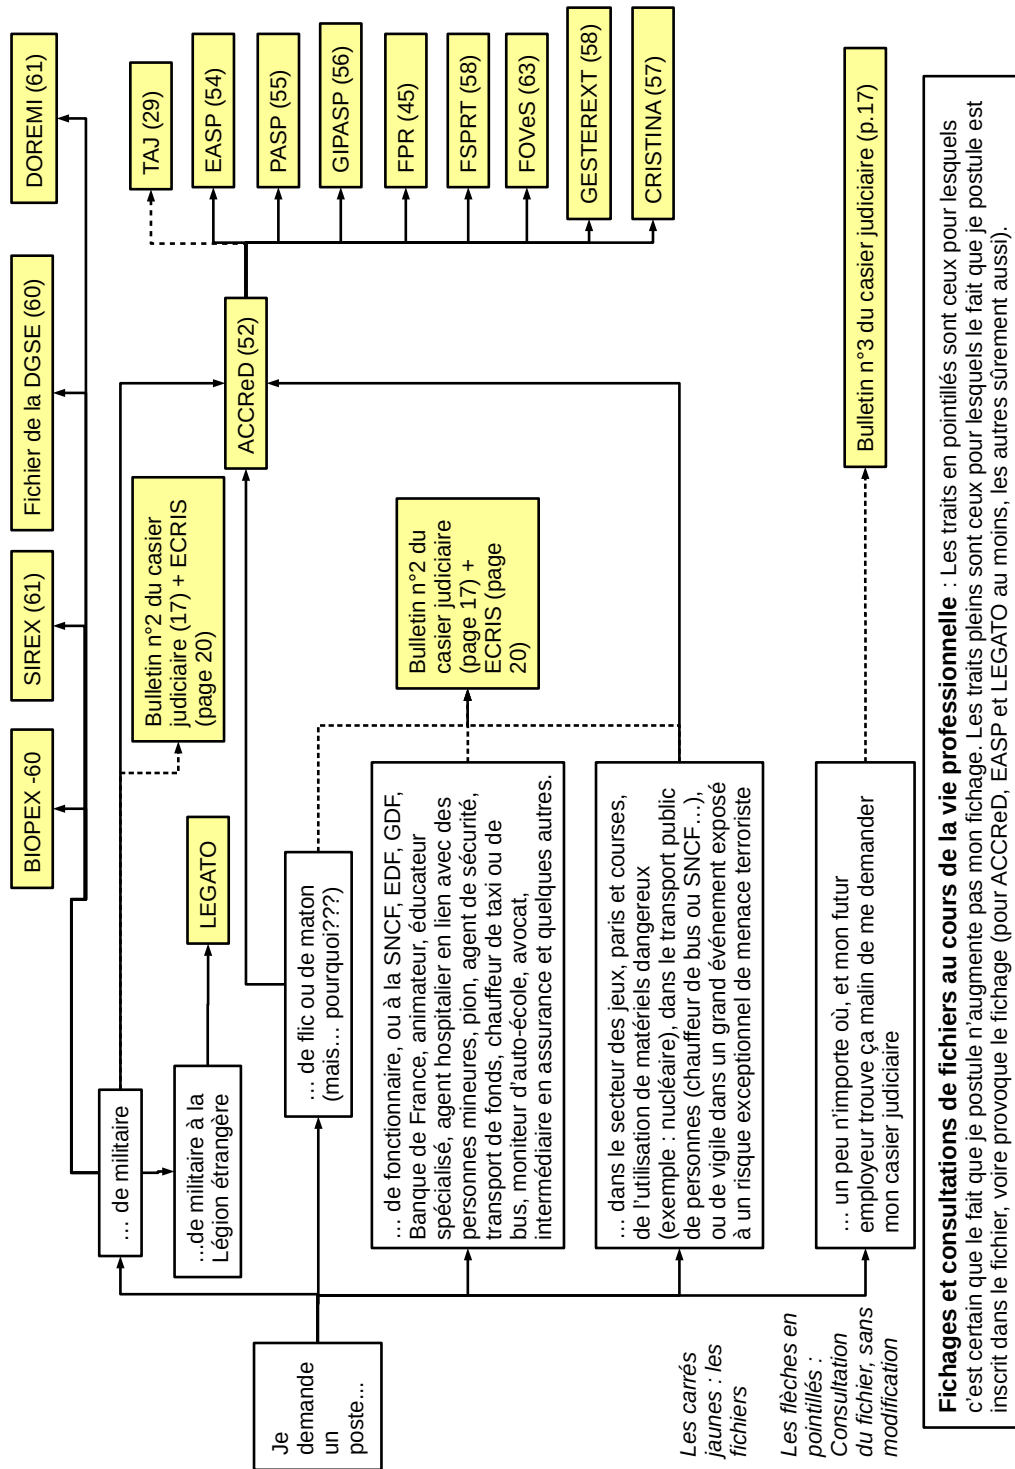 Je
demande
un
poste...
… de militaire
...de militaire à la
Légion étrangère
… de flic ou de maton
(mais… pourquoi???)
… de fonctionnaire, ou à la SNCF, EDF, GDF,
Banque de France, animateur, éducateur
spécialisé, agent hospitalier en lien avec des
personnes mineures, pion, agent de sécurité,
transport de fonds, chauffeur de taxi ou de
bus, moniteur d'auto-école, avocat,
intermédiaire en assurance et quelques autres.
… dans le secteur des jeux, paris et courses,
de l'utilisation de matériels dangereux
(exemple : nucléaire), dans le transport public
de personnes (chauffeur de bus ou SNCF…),
ou de vigile dans un grand événement exposé
à un risque exceptionnel de menace terroriste
… un peu n'importe où, et mon futur
employeur trouve ça malin de me demander
mon casier judiciaire
BIOPEX -60
SIREX (61)
Fichier de la DGSE (60)
DOREMI (61)
LEGATO
Bulletin n°2 du casier
judiciaire (17) + ECRIS
(page 20)
ACCReD (52)
Bulletin n°2 du
casier judiciaire
(page 17) +
ECRIS (page
20)
TAJ (29)
EASP (54)
PASP (55)
GIPASP (56)
FPR (45)
FSPRT (58)
FOVeS (63)
GESTEREXT (58)
CRISTINA (57)
Bulletin n°3 du casier judiciaire (p.17)
Les carrés
jaunes : les
fichiers
Les flèches en
pointillés :
Consultation
du fichier, sans
modification
Fichages et consultations de fichiers au cours de la vie professionnelle : Les traits en pointillés sont ceux pour lesquels
c'est certain que le fait que je postule n'augmente pas mon fichage. Les traits pleins sont ceux pour lesquels le fait que je postule est
inscrit dans le fichier, voire provoque le fichage (pour ACCReD, EASP et LEGATO au moins, les autres sûrement aussi).